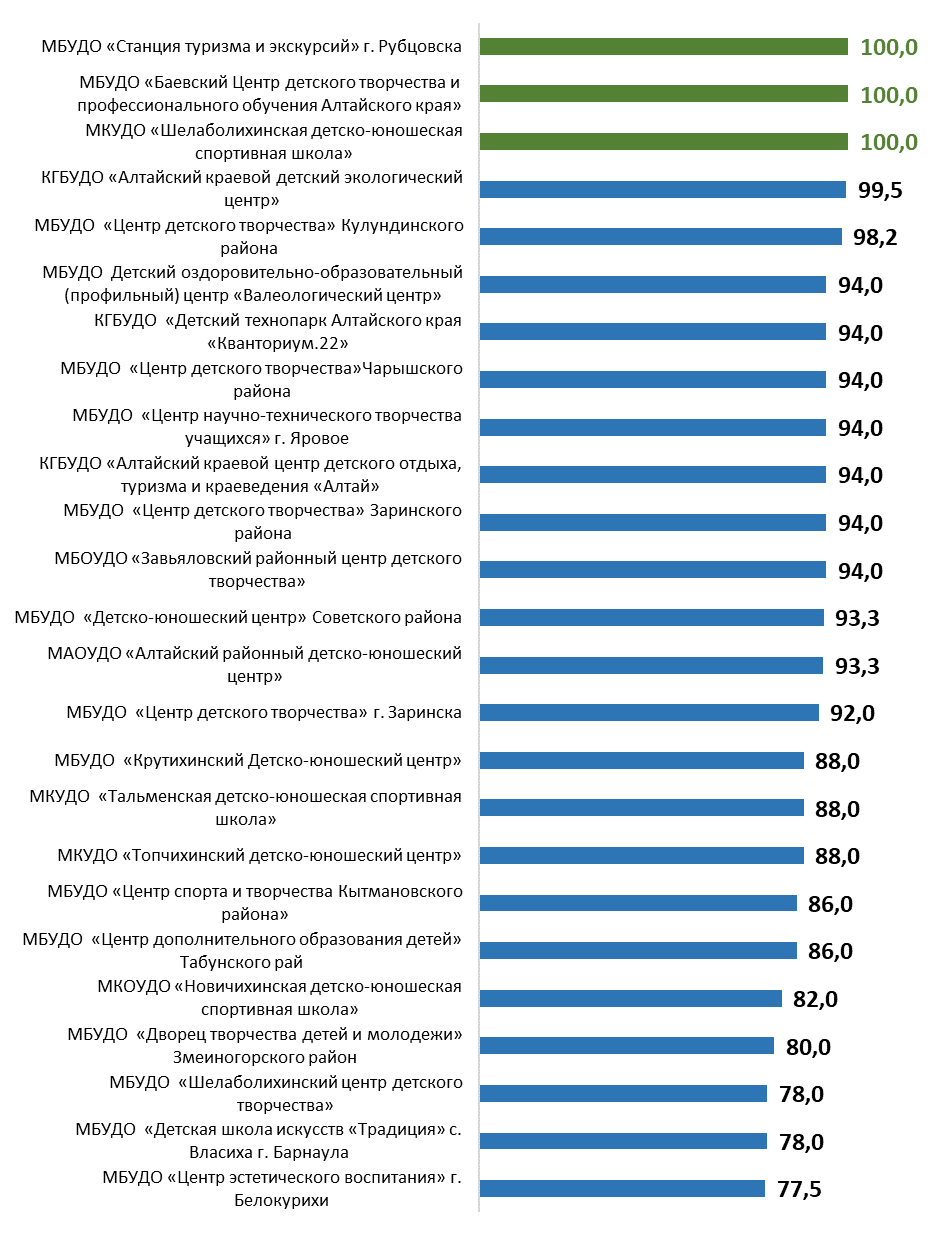 МБУДО «Станция туризма и экскурсий» г. Рубцовска
100,0
МБУДО «Баевский Центр детского творчества и
профессионального обучения Алтайского края»
100,0
МКУДО «Шелаболихинская детско-юношеская
спортивная школа»
100,0
КГБУДО «Алтайский краевой детский экологический
центр»
99,5
МБУДО «Центр детского творчества» Кулундинского
района
98,2
МБУДО Детский оздоровительно-образовательный
(профильный) центр «Валеологический центр»
94,0
КГБУДО «Детский технопарк Алтайского края
«Кванториум.22»
94,0
МБУДО «Центр детского творчества»Чарышского
района
94,0
МБУДО «Центр научно-технического творчества
учащихся» г. Яровое
94,0
КГБУДО «Алтайский краевой центр детского отдыха,
туризма и краеведения «Алтай»
94,0
МБУДО «Центр детского творчества» Заринского
района
94,0
МБОУДО «Завьяловский районный центр детского
творчества»
94,0
МБУДО «Детско-юношеский центр» Советского района
93,3
МАОУДО «Алтайский районный детско-юношеский
центр»
93,3
МБУДО «Центр детского творчества» г. Заринска
92,0
МБУДО «Крутихинский Детско-юношеский центр»
88,0
МКУДО «Тальменская детско-юношеская спортивная
школа»
88,0
МКУДО «Топчихинский детско-юношеский центр»
88,0
МБУДО «Центр спорта и творчества Кытмановского
района»
86,0
МБУДО «Центр дополнительного образования детей»
Табунского рай
86,0
МКОУДО «Новичихинская детско-юношеская
спортивная школа»
82,0
МБУДО «Дворец творчества детей и молодежи»
Змеиногорского район
80,0
МБУДО «Шелаболихинский центр детского
творчества»
78,0
МБУДО «Детская школа искусств «Традиция» с.
Власиха г. Барнаула
78,0
МБУДО «Центр эстетического воспитания» г.
Белокурихи
77,5